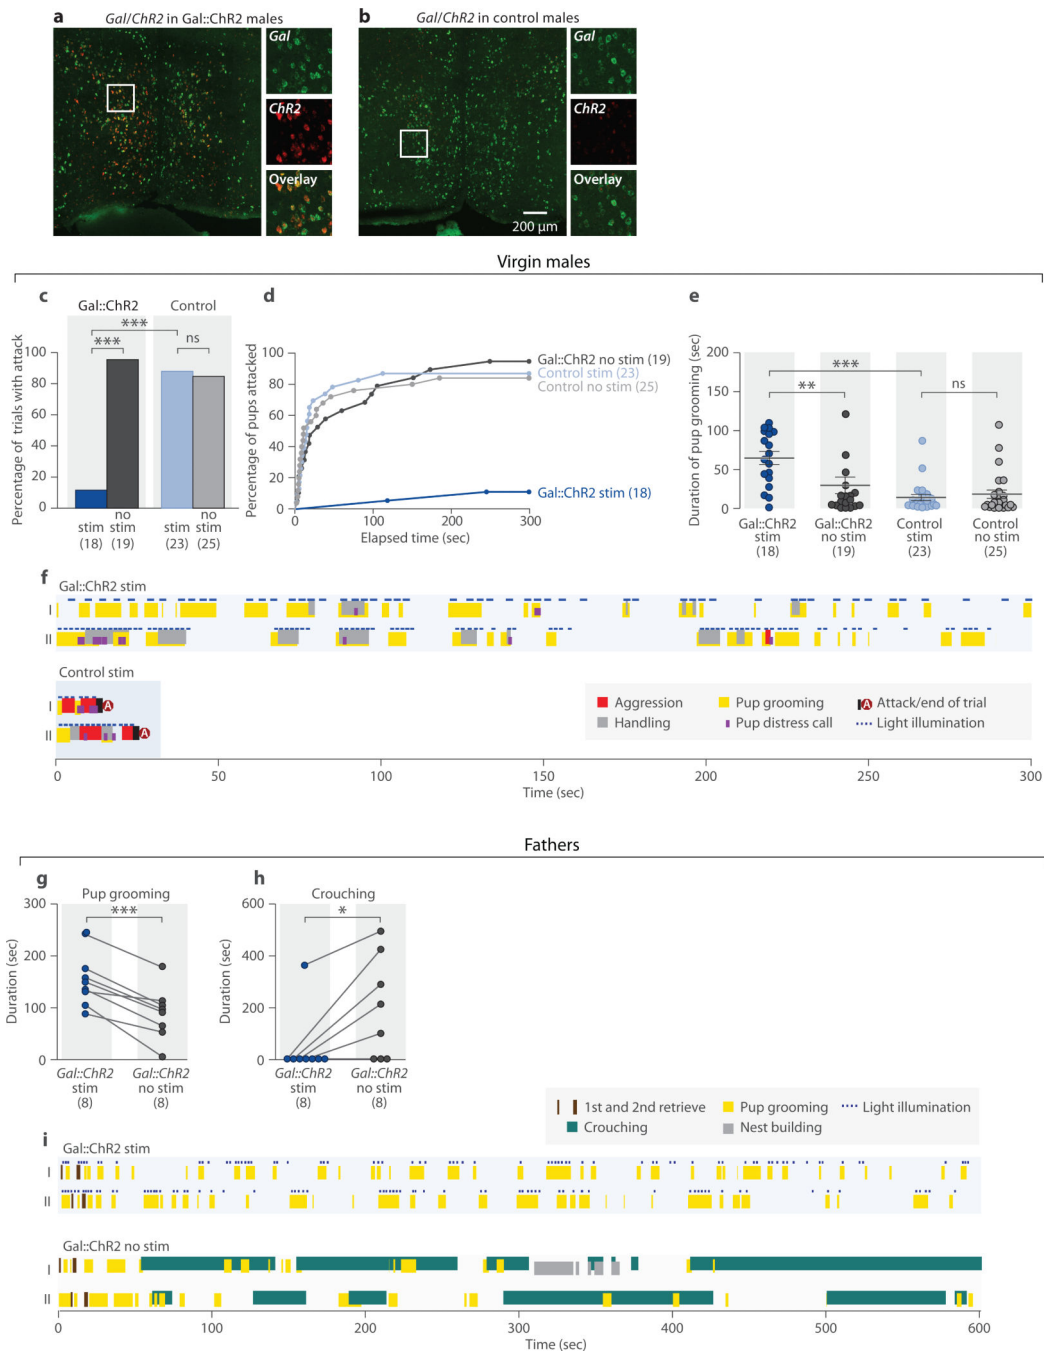 a
Gal/ChR2 in Gal::ChR2 males
Gal
ChR2
Overlay
b
Gal/ChR2 in control males
Gal
ChR2
Overlay
200 μm
Virgin males
c
Gal::ChR2
Control
***
***
ns
Percentage of trials with attack
100
80
60
40
20
0
stim
(18)
no
stim
(19)
stim
(23)
no
stim
(25)
d
Percentage of pups attacked
100
80
60
40
20
0
Gal::ChR2 no stim (19)
Control stim (23)
Control no stim (25)
Gal::ChR2 stim (18)
0
100
200
300
Elapsed time (sec)
e
Duration of pup grooming (sec)
200
150
100
50
0
***
**
ns
Gal::ChR2
stim
(18)
Gal::ChR2
no stim
(19)
Control
stim
(23)
Control
no stim
(25)
f
Gal::ChR2 stim
I
II
Control stim
I
A
II
A
Aggression
Pup grooming
A Attack/end of trial
Handling
Pup distress call
Light illumination
0
50
100
150
200
250
300
Time (sec)
Fathers
g
Pup grooming
***
Duration (sec)
300
200
100
0
Gal::ChR2
stim
(8)
Gal::ChR2
no stim
(8)
h
Crouching
*
Duration (sec)
600
400
200
0
Gal::ChR2
stim
(8)
Gal::ChR2
no stim
(8)
1st and 2nd retrieve
Pup grooming
Light illumination
Crouching
Nest building
i
Gal::ChR2 stim
I
II
Gal::ChR2 no stim
I
II
0
100
200
300
400
500
600
Time (sec)